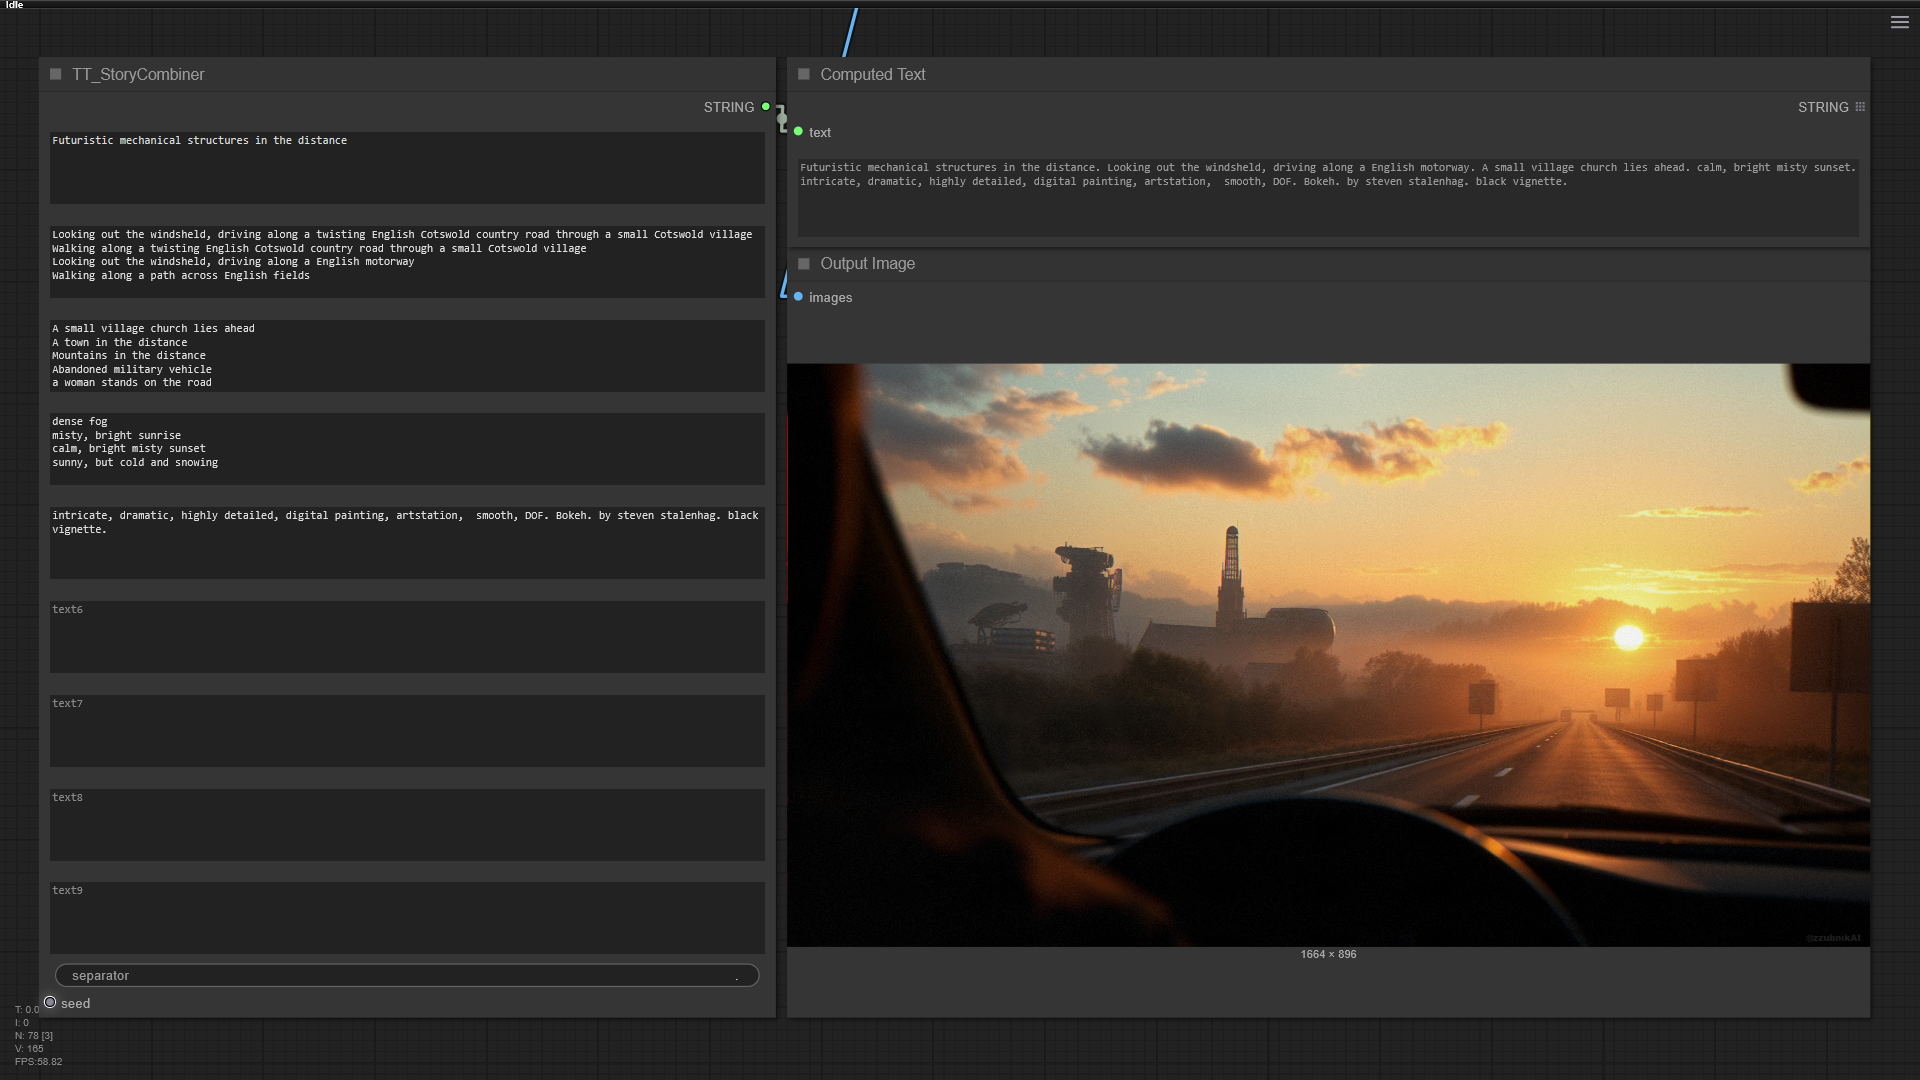 Idle
TT_StoryCombiner
STRING
Futuristic mechanical structures in the distance
Looking out the windsheld, driving along a twisting English Cotswold country road through a small Cotswold village
Walking along a twisting English Cotswold country road through a small Cotswold village
Looking out the windsheld, driving along a English motorway
Walking along a path across English fields
A small village church lies ahead
A town in the distance
Mountains in the distance
Abandoned military vehicle
a woman stands on the road
dense fog
misty, bright sunrise
calm, bright misty sunset
sunny, but cold and snowing
intricate, dramatic, highly detailed, digital painting, artstation,  smooth, DOF. Bokeh. by steven stalenhag. black
vignette.
text6
text7
text8
text9
separator .
seed
T: 0.0
I: 0
N: 78 [3]
V: 165
FPS:58.82
Computed Text
STRING
text
Futuristic mechanical structures in the distance. Looking out the windsheld, driving along a English motorway. A small village church lies ahead. calm, bright misty sunset.
intricate, dramatic, highly detailed, digital painting, artstation,  smooth, DOF. Bokeh. by steven stalenhag. black vignette.
Output Image
images
@zzubnikAI
1664 × 896